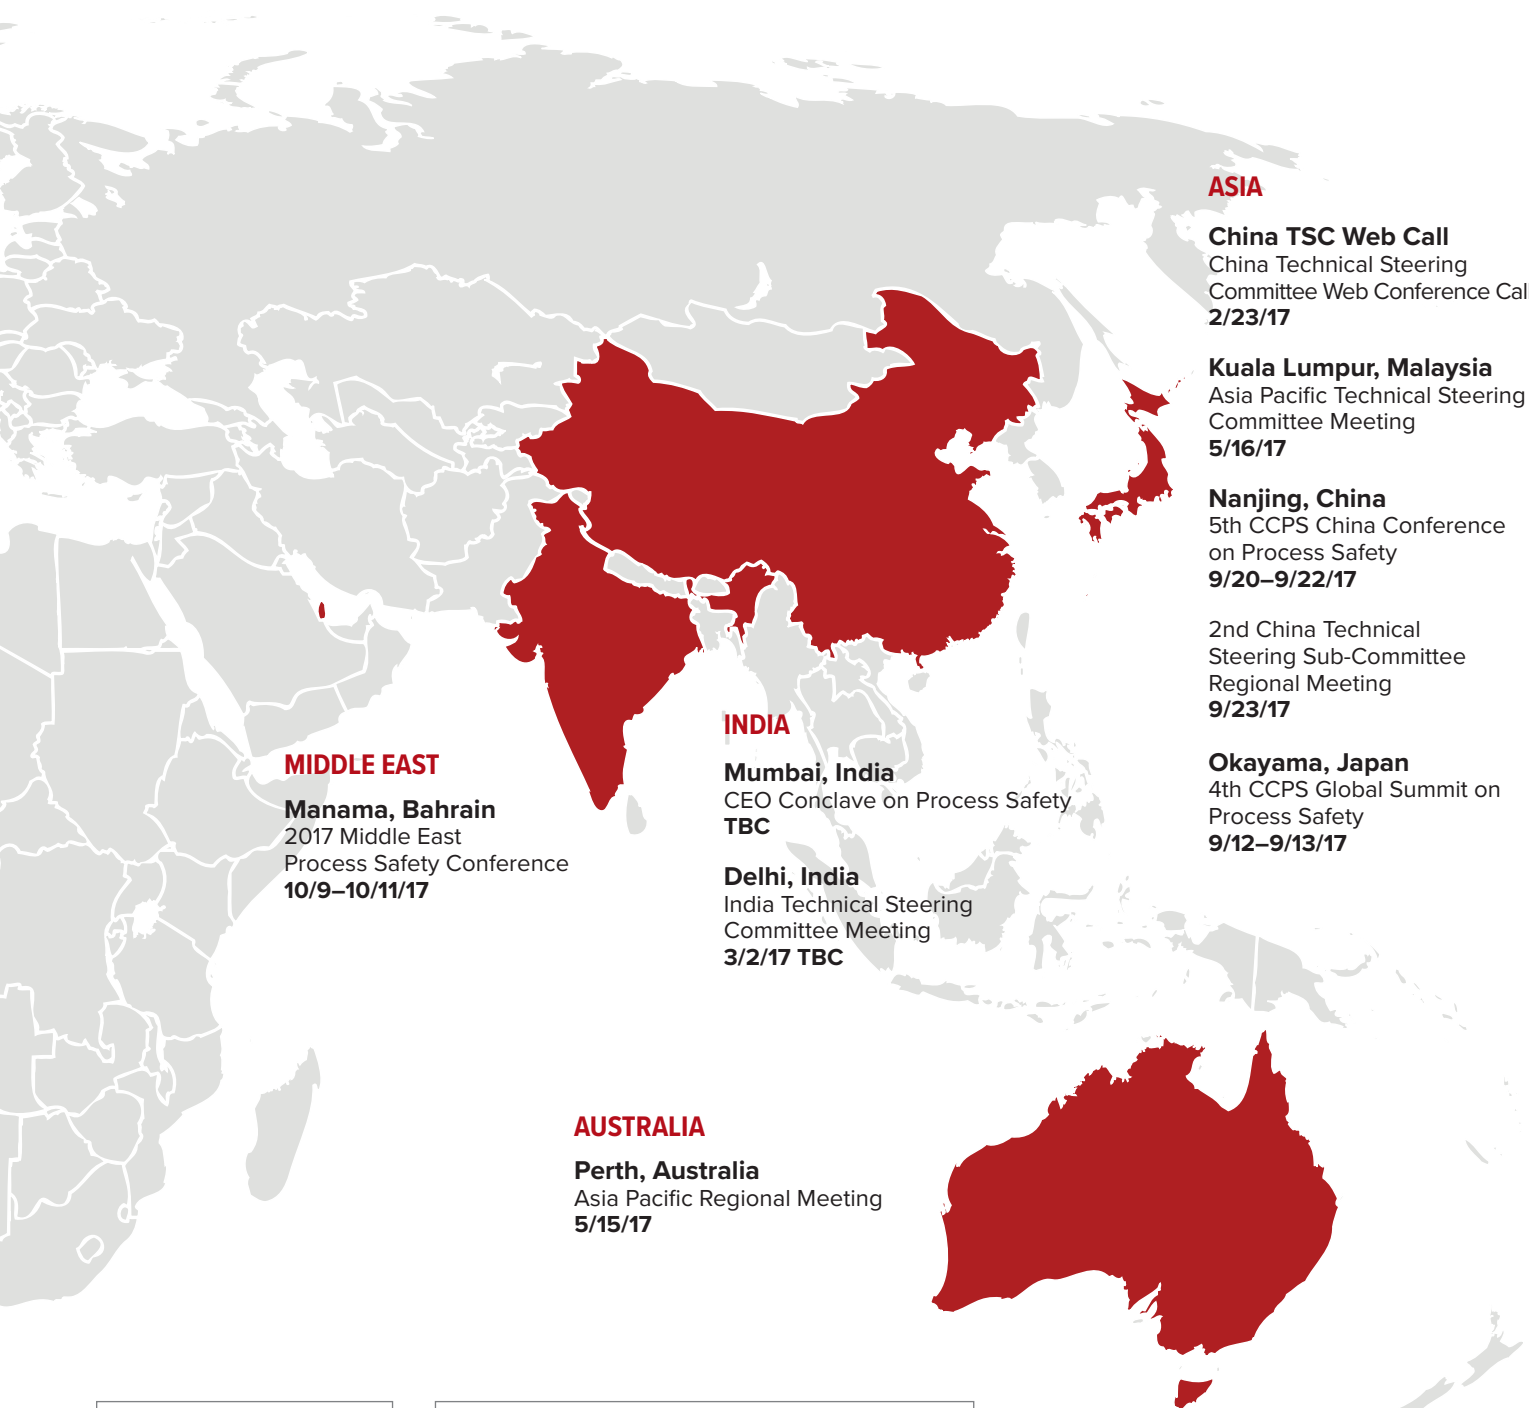 ASIA
China TSC Web Call
China Technical Steering
Committee Web Conference Call
2/23/17
Kuala Lumpur, Malaysia
Asia Pacific Technical Steering
Committee Meeting
5/16/17
Nanjing, China
5th CCPS China Conference
on Process Safety
9/20–9/22/17
2nd China Technical
Steering Sub-Committee
Regional Meeting
9/23/17
Okayama, Japan
4th CCPS Global Summit on
Process Safety
9/12–9/13/17
INDIA
Mumbai, India
CEO Conclave on Process Safety
TBC
Delhi, India
India Technical Steering
Committee Meeting
3/2/17 TBC
MIDDLE EAST
Manama, Bahrain
2017 Middle East
Process Safety Conference
10/9–10/11/17
AUSTRALIA
Perth, Australia
Asia Pacific Regional Meeting
5/15/17